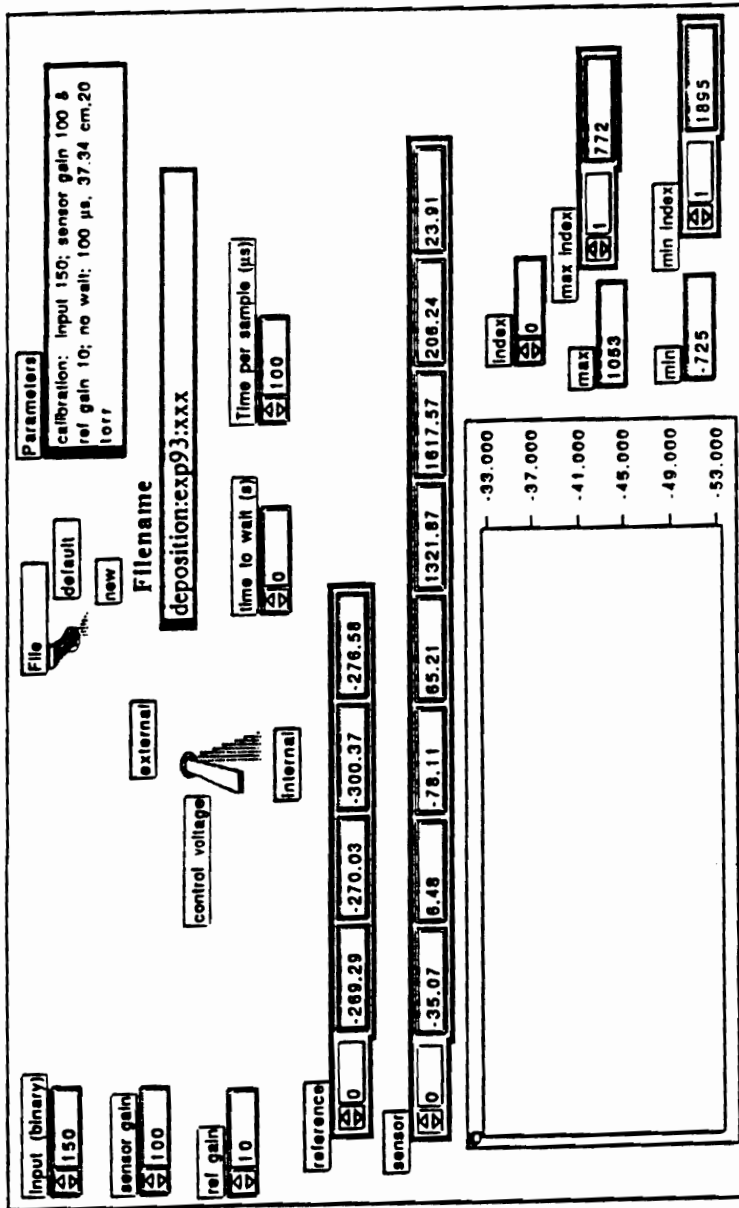 Input (binary)
150
sensor gain
100
ref gain
10
control voltage
external
internal
File
default
new
Parameters
calibration: input 150; sensor gain 100 &
ref gain 10; no wait; 100 µs, 37.34 cm,20
torr
Filename
deposition:exp93:xxx
time to wait (s)
0
Time per sample (µs)
100
reference
0
-269.29
-270.03
-300.37
-276.58
sensor
0
-35.07
6.48
-78.11
65.21
1321.87
1617.57
206.24
23.91
index
0
max
1053
max index
1
772
min
-725
min index
1
1895
-33.000
-37.000
-41.000
-45.000
-49.000
-53.000